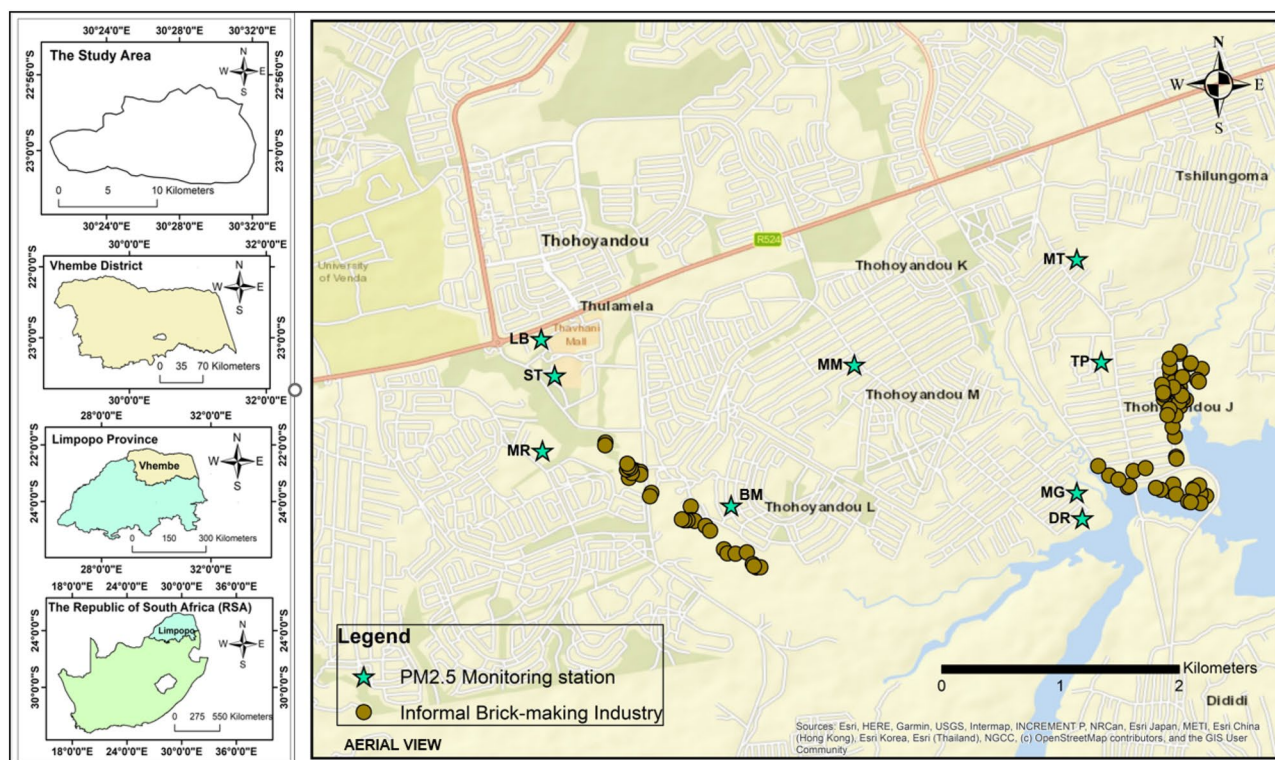 30°24'0"E 30°28'0"E 30°32'0"E
The Study Area
N
W E
S
22°56'0"S
22°56'0"S
23°0'0"S
23°0'0"S
0 5 10 Kilometers
30°24'0"E 30°28'0"E 30°32'0"E
30°0'0"E 32°0'0"E
Vhembe District
N
W E
S
22°0'0"S
22°0'0"S
23°0'0"S
23°0'0"S
0 35 70 Kilometers
30°0'0"E 32°0'0"E
28°0'0"E 32°0'0"E
Limpopo Province
Vhembe
N
W E
S
22°0'0"S
22°0'0"S
24°0'0"S
24°0'0"S
0 150 300 Kilometers
28°0'0"E 32°0'0"E
18°0'0"E 24°0'0"E 30°0'0"E 36°0'0"E
The Republic of South Africa (RSA)
Limpopo
N
W E
S
24°0'0"S
24°0'0"S
30°0'0"S
30°0'0"S
0 275 550 Kilometers
18°0'0"E 24°0'0"E 30°0'0"E 36°0'0"E
N
W E
S
Tshilungoma
Thohoyandou
R524
University
of Venda
Thohoyandou K
MT
Thulamela
LB
Thavhani
Mall
ST
MM
TP
Thohoyandou M
Thohoyandou J
MR
BM
Thohoyandou L
MG
DR
Legend
PM2.5 Monitoring station
Informal Brick-making Industry
AERIAL VIEW
Kilometers
0 1 2
Dididi
Sources: Esri, HERE, Garmin, USGS, Intermap, INCREMENT P, NRCan, Esri Japan, METI, Esri China
(Hong Kong), Esri Korea, Esri (Thailand), NGCC, (c) OpenStreetMap contributors, and the GIS User
Community